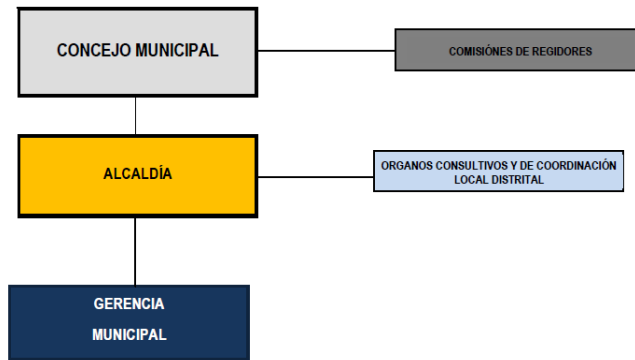 CONCEJO MUNICIPAL
COMISIÓNES DE REGIDORES
ALCALDÍA
ORGANOS CONSULTIVOS Y DE COORDINACIÓN
LOCAL DISTRITAL
GERENCIA
MUNICIPAL